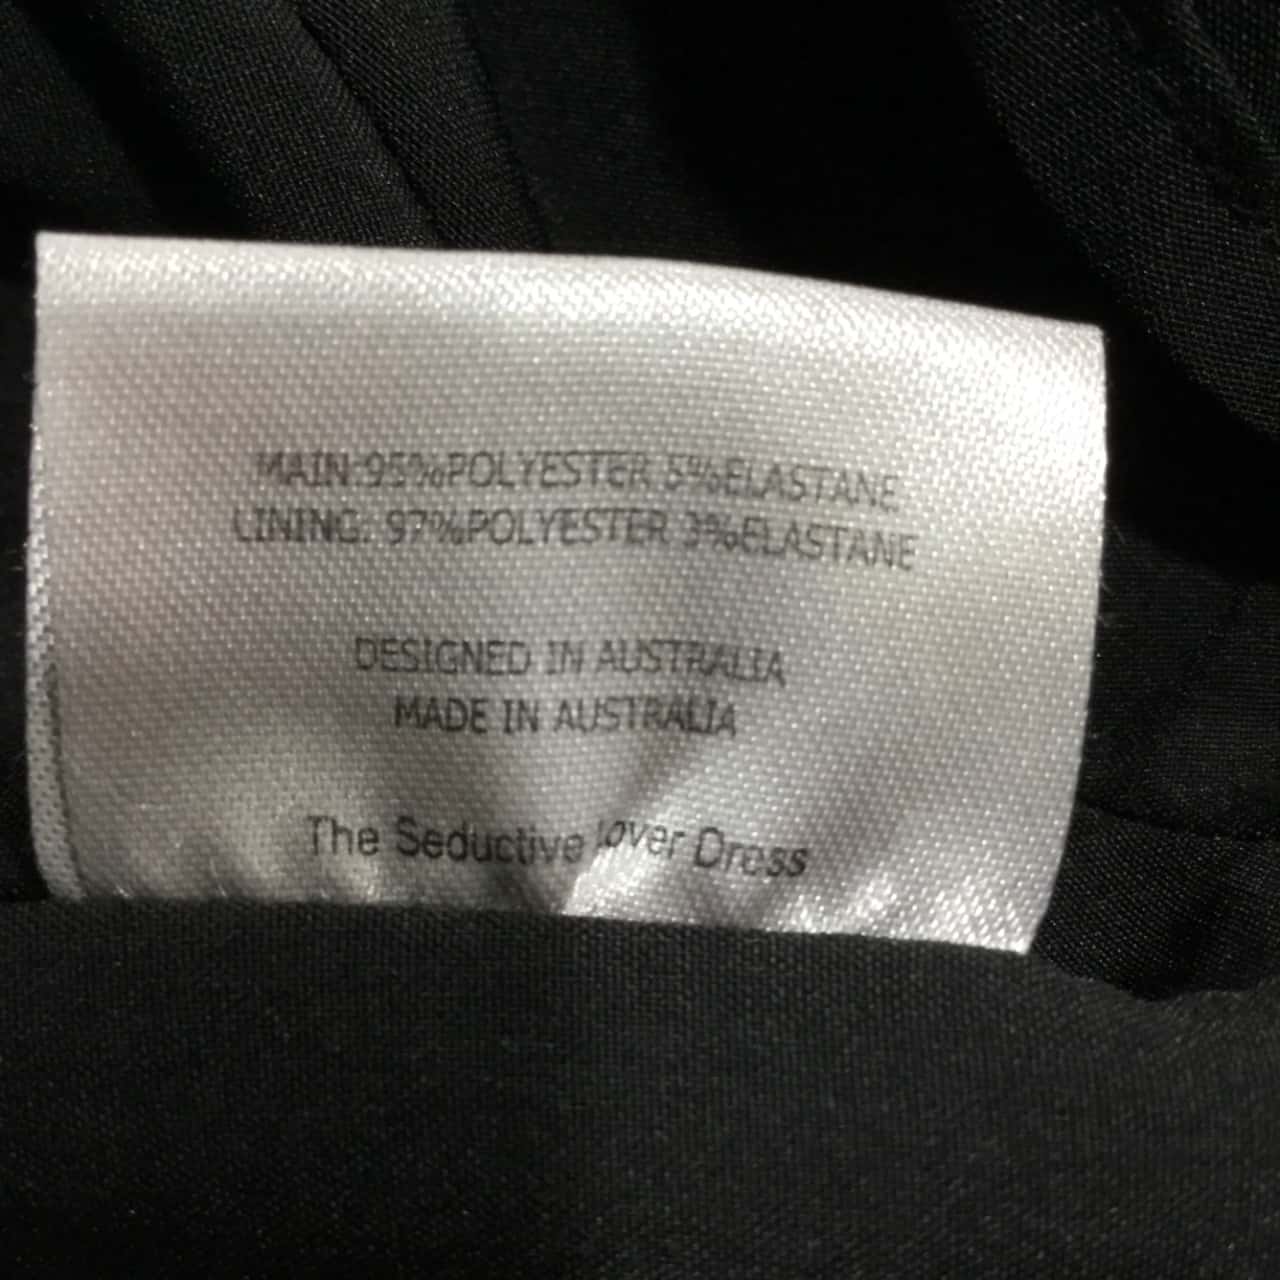 MAIN:95%POLYESTER 5%ELASTANE
LINING: 97%POLYESTER 3%ELASTANE
DESIGNED IN AUSTRALIA
MADE IN AUSTRALIA
The Seductive Lover Dress